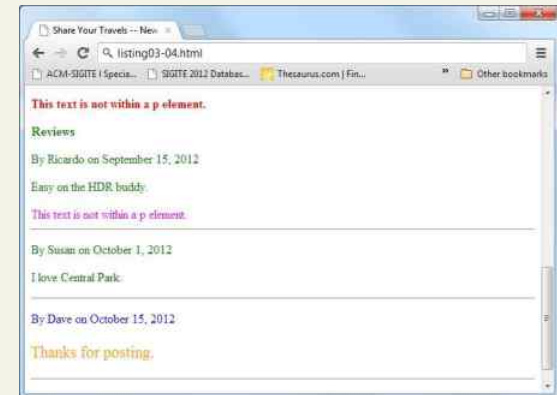 Share Your Travels -- New
listing03-04.html
ACM-SIGITE I Specia...
SIGITE 2012 Databas...
Thesaurus.com | Fin...
»
Other bookmarks
This text is not within a p element.
Reviews
By Ricardo on September 15, 2012
Easy on the HDR buddy.
This text is not within a p element.
By Susan on October 1, 2012
I love Central Park.
By Dave on October 15, 2012
Thanks for posting.